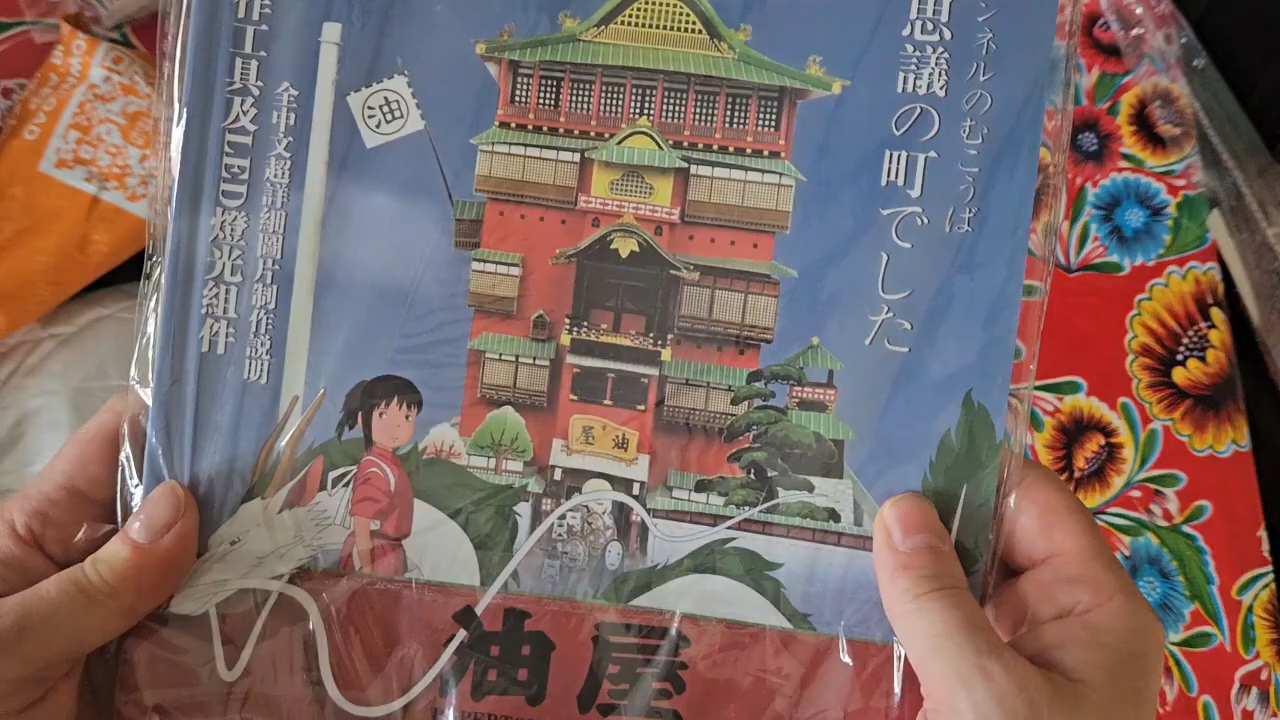 ンネルのむこうば
思議の町でした
全中文超詳細圖片制作説明
作工具及LED燈光組件
油
油屋
油屋